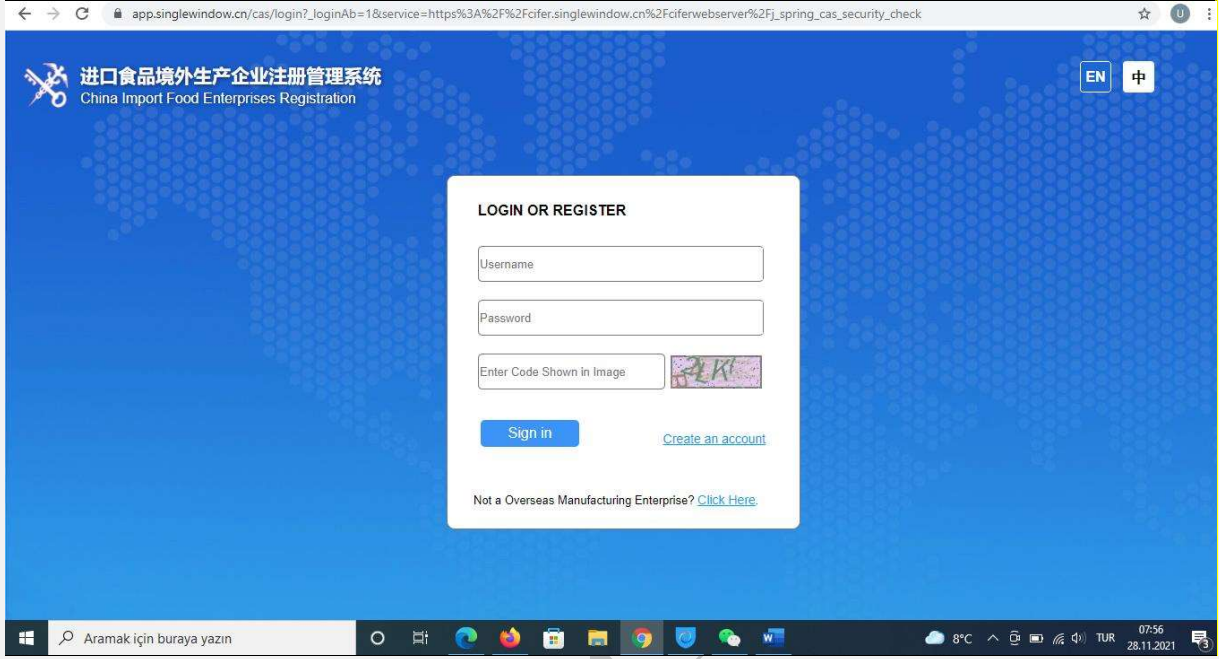 app.singlewindow.cn/cas/login?_loginAb=1&service=https%3A%2F%2Fcifer.singlewindow.cn%2Fciferwebserver%2Fj_spring_cas_security_check
U
进口食品境外生产企业注册管理系统
China Import Food Enterprises Registration
EN 中
LOGIN OR REGISTER
Username
Password
Enter Code Shown in Image
Sign in
Create an account
Not a Overseas Manufacturing Enterprise? Click Here.
Aramak için buraya yazın
W
8°C
TUR
07:56
28.11.2021
3